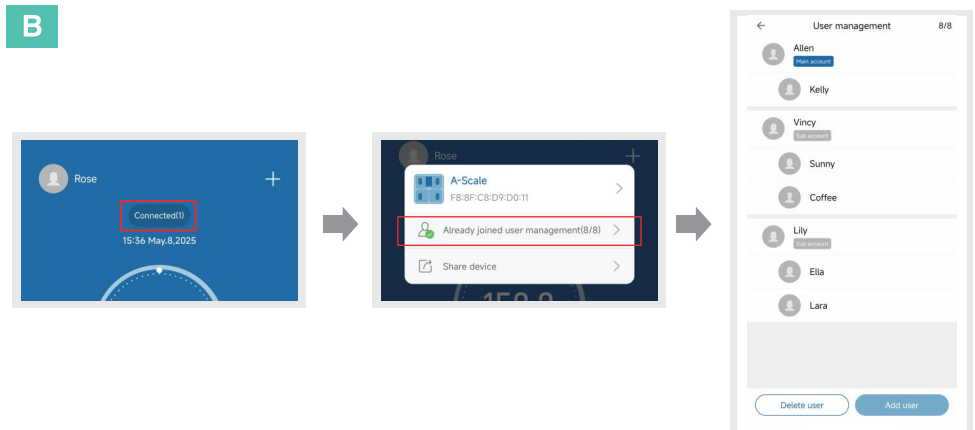 B
Rose
Connected(1)
15:36 May.8,2025
Rose
A-Scale
F8:8F:C8:D9:D0:11
Already joined user management(8/8)
Share device
User management 8/8
Allen
Main account
Kelly
Vincy
Sub account
Sunny
Coffee
Lily
Sub account
Ella
Lara
Delete user
Add user